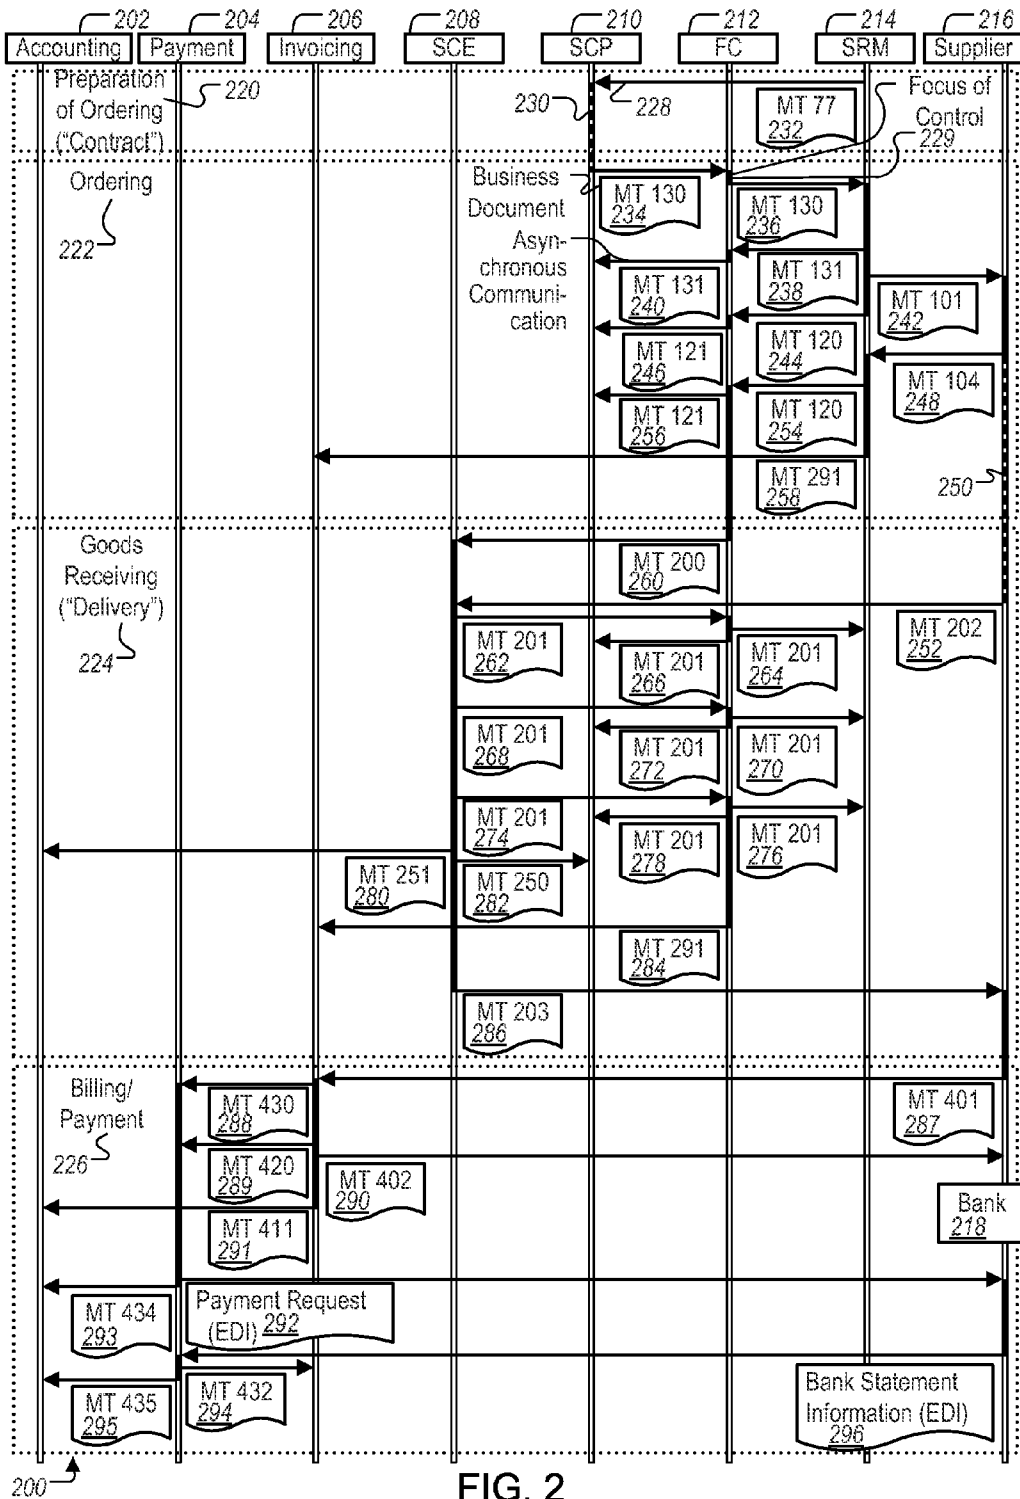 202 204 206 208 210 212 214 216
Accounting Payment Invoicing SCE SCP FC SRM Supplier
Preparation
of Ordering
("Contract")
220
230
228
MT 77
232
Focus of
Control
229
Ordering
222
Business
Document
MT 130
234
MT 130
236
Asyn-
chronous
Communi-
cation
MT 131
240
MT 131
238
MT 101
242
MT 121
246
MT 120
244
MT 104
248
MT 121
256
MT 120
254
MT 291
258
250
Goods
Receiving
("Delivery")
224
MT 200
260
MT 201
262
MT 201
266
MT 201
264
MT 202
252
MT 201
268
MT 201
272
MT 201
270
MT 201
274
MT 201
278
MT 201
276
MT 251
280
MT 250
282
MT 291
284
MT 203
286
Billing/
Payment
226
MT 430
288
MT 401
287
MT 420
289
MT 402
290
MT 411
291
Bank
218
MT 434
293
Payment Request
(EDI) 292
MT 435
295
MT 432
294
Bank Statement
Information (EDI)
296
200
FIG. 2